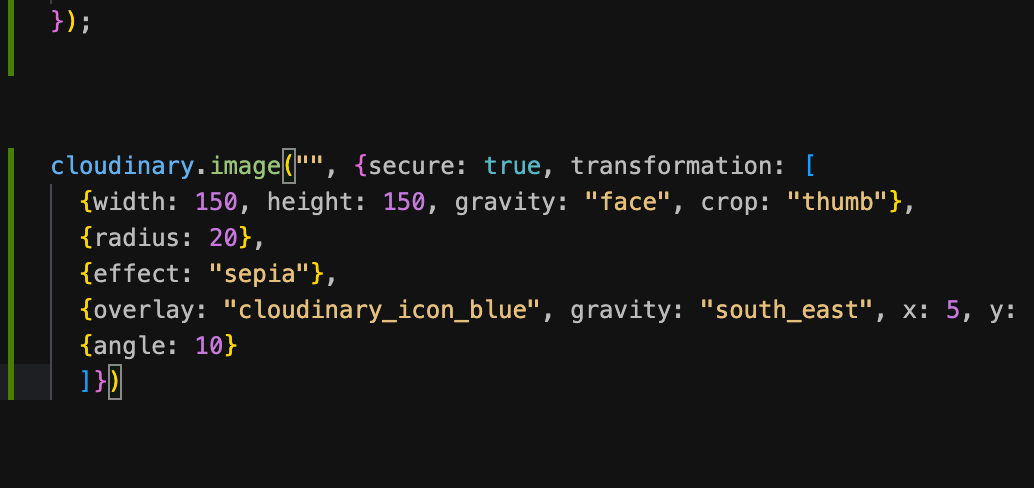 });
cloudinary.image("", {secure: true, transformation: [
{width: 150, height: 150, gravity: "face", crop: "thumb"},
{radius: 20},
{effect: "sepia"},
{overlay: "cloudinary_icon_blue", gravity: "south_east", x: 5, y:
{angle: 10}
]})